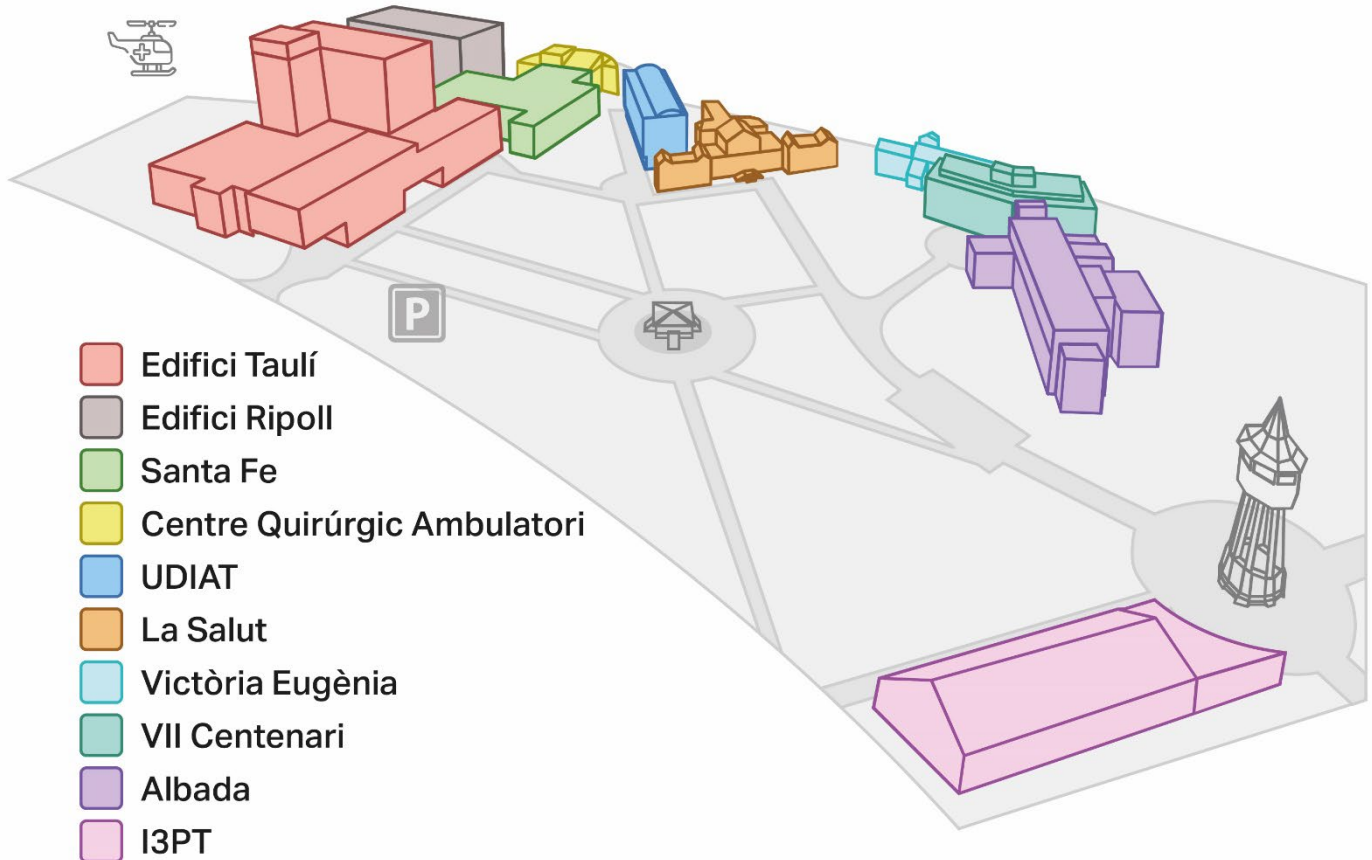 P
Edifici Taulí
Edifici Ripoll
Santa Fe
Centre Quirúrgic Ambulatori
UDIAT
La Salut
Victòria Eugènia
VII Centenari
Albada
I3PT